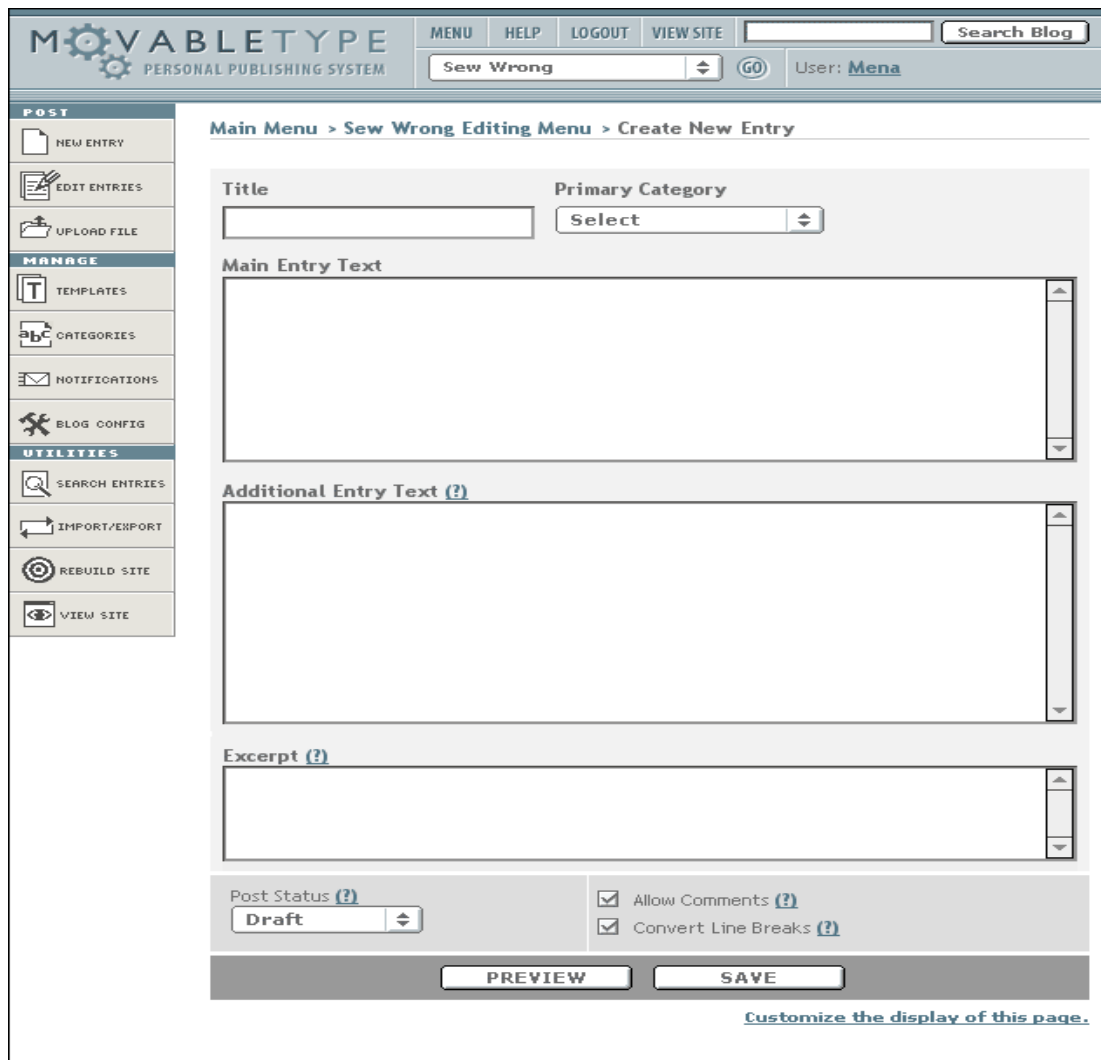 MOVABLETYPE
PERSONAL PUBLISHING SYSTEM
MENU HELP LOGOUT VIEW SITE Search Blog
Sew Wrong GO User: Mena
POST
NEW ENTRY
EDIT ENTRIES
UPLOAD FILE
MANAGE
TEMPLATES
abc CATEGORIES
NOTIFICATIONS
BLOG CONFIG
UTILITIES
SEARCH ENTRIES
IMPORT/EXPORT
REBUILD SITE
VIEW SITE
Main Menu > Sew Wrong Editing Menu > Create New Entry
Title Primary Category
Select
Main Entry Text
Additional Entry Text (?)
Excerpt (?)
Post Status (?)
Draft
Allow Comments (?)
Convert Line Breaks (?)
PREVIEW SAVE
Customize the display of this page.